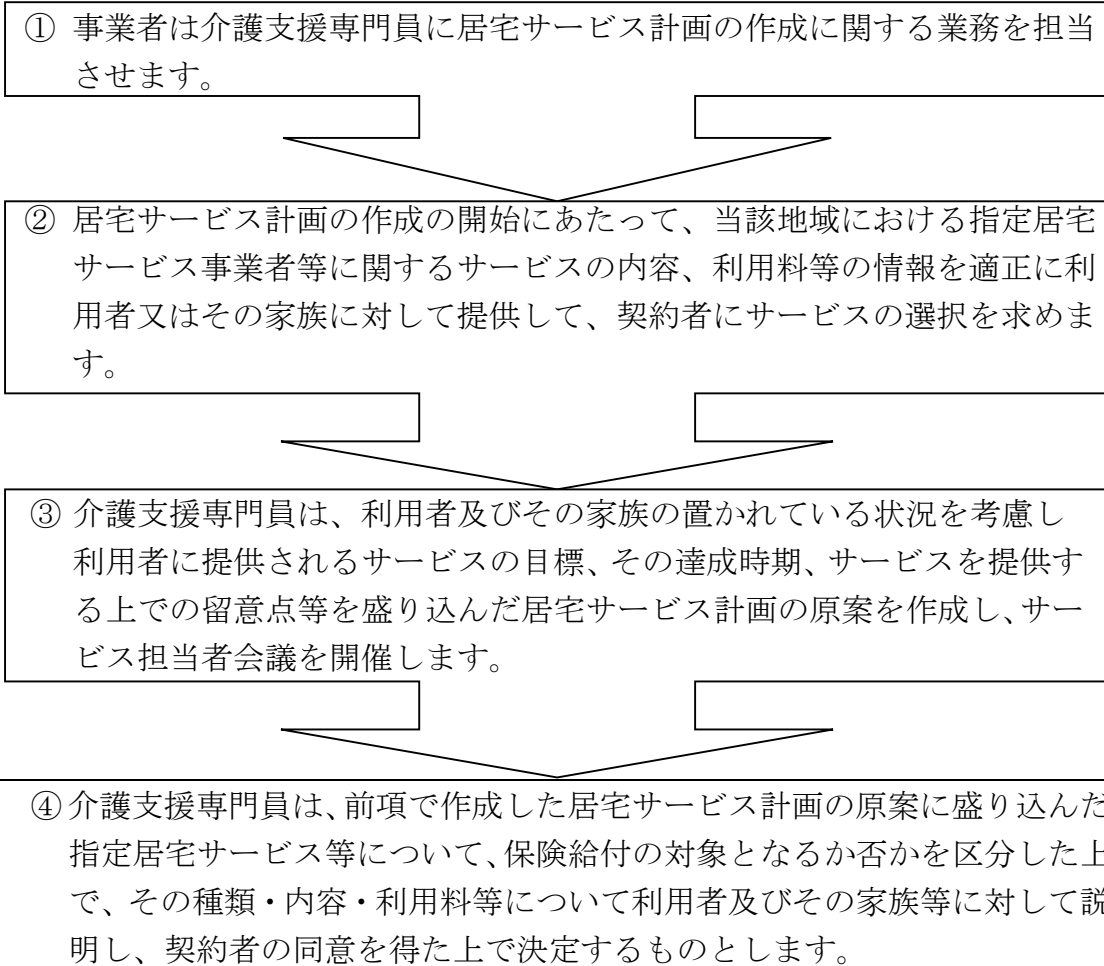 ① 事業者は介護支援専門員に居宅サービス計画の作成に関する業務を担当
させます。
② 居宅サービス計画の作成の開始にあたって、当該地域における指定居宅
サービス事業者等に関するサービスの内容、利用料等の情報を適正に利
用者又はその家族に対して提供して、契約者にサービスの選択を求めま
す。
③ 介護支援専門員は、利用者及びその家族の置かれている状況を考慮し
利用者に提供されるサービスの目標、その達成時期、サービスを提供す
る上での留意点等を盛り込んだ居宅サービス計画の原案を作成し、サー
ビス担当者会議を開催します。
④介護支援専門員は、前項で作成した居宅サービス計画の原案に盛り込んだ
指定居宅サービス等について、保険給付の対象となるか否かを区分した上
で、その種類・内容・利用料等について利用者及びその家族等に対して説
明し、契約者の同意を得た上で決定するものとします。